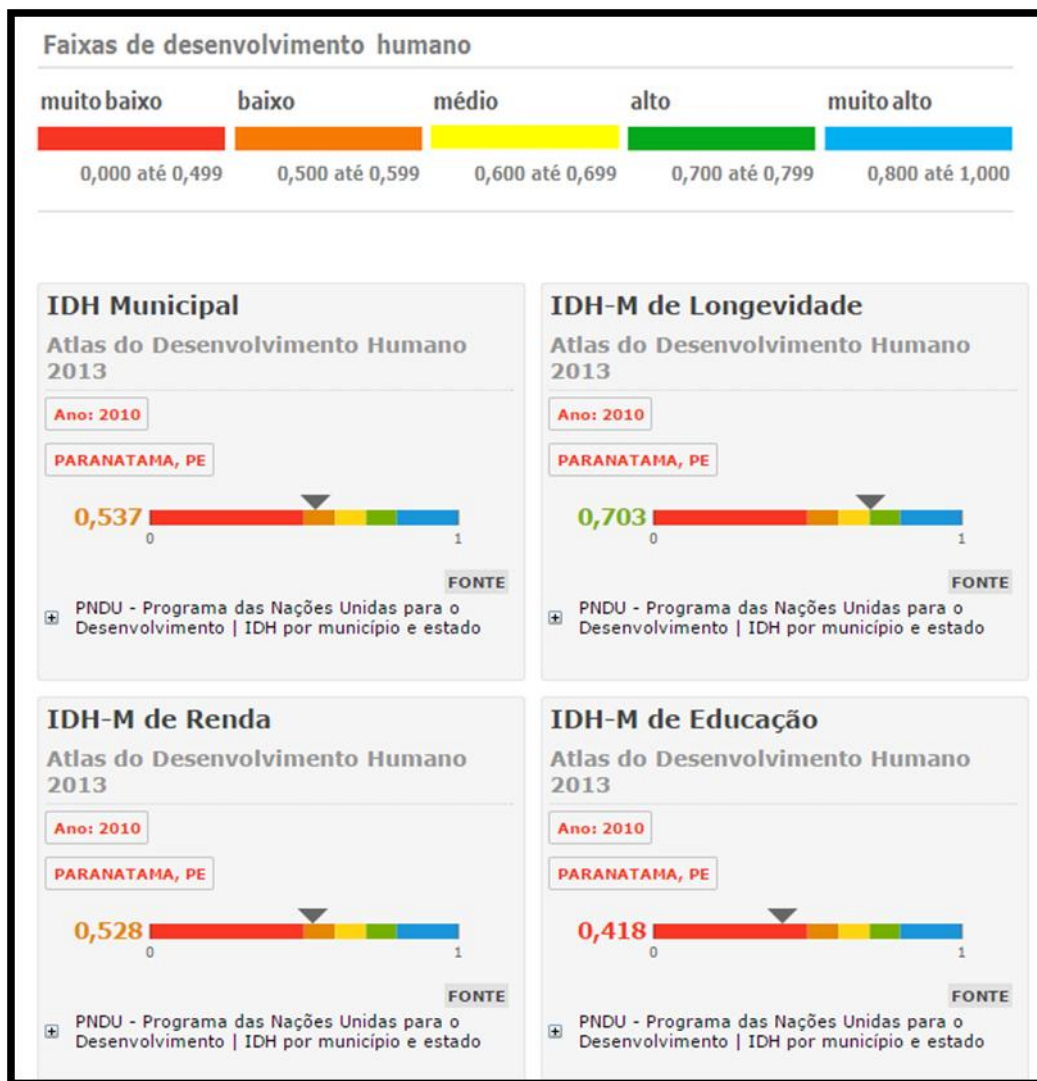 Faixas de desenvolvimento humano
muito baixo baixo médio alto muito alto
0,000 até 0,499 0,500 até 0,599 0,600 até 0,699 0,700 até 0,799 0,800 até 1,000
IDH Municipal
Atlas do Desenvolvimento Humano
2013
Ano: 2010
PARANATAMA, PE
0,537
0 1
FONTE
PNDU - Programa das Nações Unidas para o
Desenvolvimento | IDH por município e estado
IDH-M de Longevidade
Atlas do Desenvolvimento Humano
2013
Ano: 2010
PARANATAMA, PE
0,703
0 1
FONTE
PNDU - Programa das Nações Unidas para o
Desenvolvimento | IDH por município e estado
IDH-M de Renda
Atlas do Desenvolvimento Humano
2013
Ano: 2010
PARANATAMA, PE
0,528
0 1
FONTE
PNDU - Programa das Nações Unidas para o
Desenvolvimento | IDH por município e estado
IDH-M de Educação
Atlas do Desenvolvimento Humano
2013
Ano: 2010
PARANATAMA, PE
0,418
0 1
FONTE
PNDU - Programa das Nações Unidas para o
Desenvolvimento | IDH por município e estado